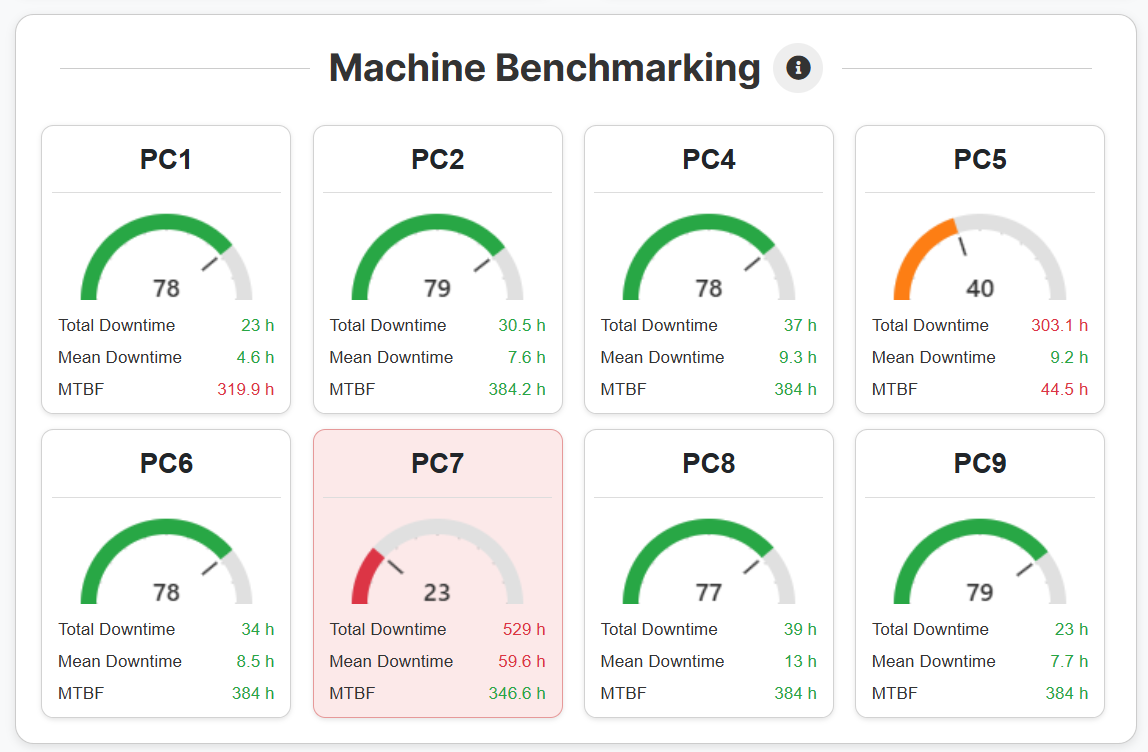 Machine Benchmarking
PC1
78
Total Downtime 23 h
Mean Downtime 4.6 h
MTBF 319.9 h
PC2
79
Total Downtime 30.5 h
Mean Downtime 7.6 h
MTBF 384.2 h
PC4
78
Total Downtime 37 h
Mean Downtime 9.3 h
MTBF 384 h
PC5
40
Total Downtime 303.1 h
Mean Downtime 9.2 h
MTBF 44.5 h
PC6
78
Total Downtime 34 h
Mean Downtime 8.5 h
MTBF 384 h
PC7
23
Total Downtime 529 h
Mean Downtime 59.6 h
MTBF 346.6 h
PC8
77
Total Downtime 39 h
Mean Downtime 13 h
MTBF 384 h
PC9
79
Total Downtime 23 h
Mean Downtime 7.7 h
MTBF 384 h